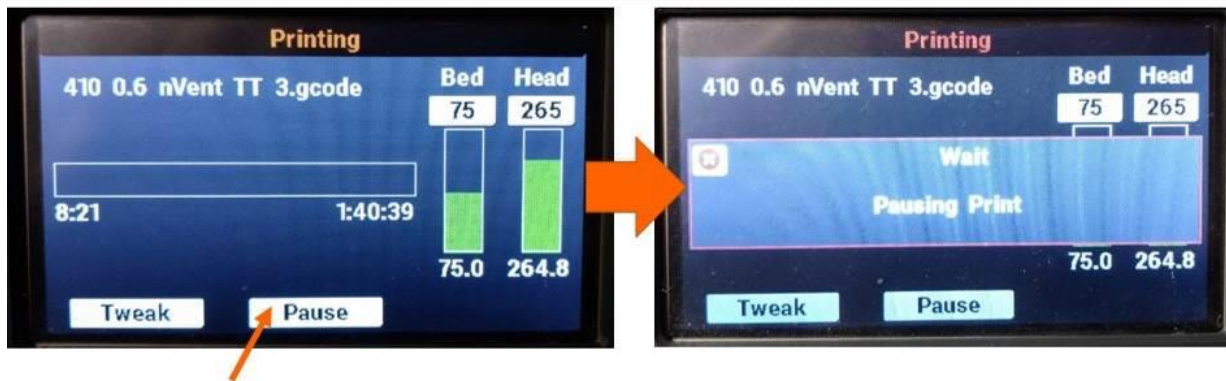 Printing
410 0.6 nVent TT 3.gcode
Bed Head
75 265
8:21 1:40:39
75.0 264.8
Tweak Pause
Printing
410 0.6 nVent TT 3.gcode
Bed Head
75 265
Wait
Pausing Print
75.0 264.8
Tweak Pause